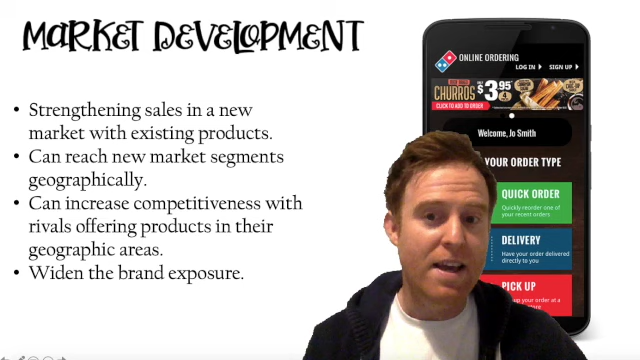 MARKET DEVELOPMENT
• Strengthening sales in a new
market with existing products.
• Can reach new market segments
geographically.
• Can increase competitiveness with
rivals offering products in their
geographic areas.
• Widen the brand exposure.
ONLINE ORDERING
LOG IN SIGN UP
CHURROS
$3.95
CLICK TO ADD TO ORDER
Welcome, Jo Smith
YOUR ORDER TYPE
QUICK ORDER
Quickly reorder one of
your recent orders
DELIVERY
Have your order delivered
directly to you
PICK UP
your order at a